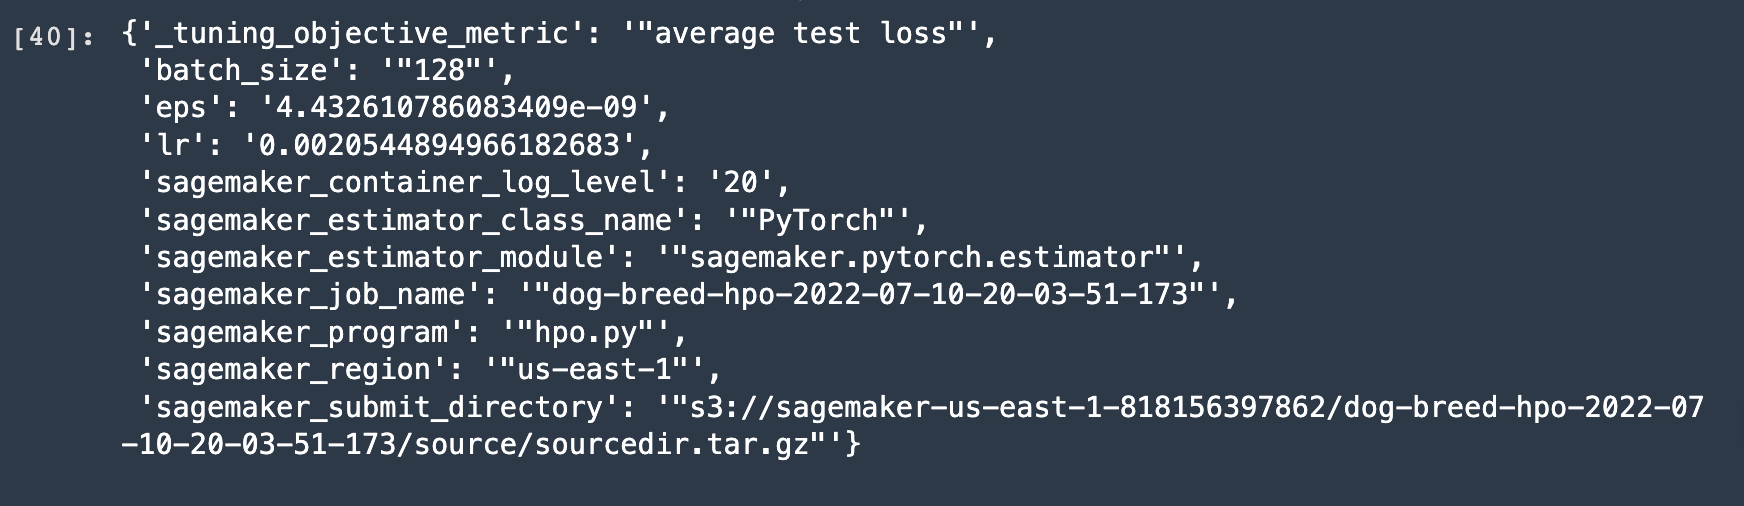 [40]: {'_tuning_objective_metric': '"average test loss"',
'batch_size': '"128"',
'eps': '4.432610786083409e-09',
'lr': '0.0020544894966182683',
'sagemaker_container_log_level': '20',
'sagemaker_estimator_class_name': '"PyTorch"',
'sagemaker_estimator_module': '"sagemaker.pytorch.estimator"',
'sagemaker_job_name': '"dog-breed-hpo-2022-07-10-20-03-51-173"',
'sagemaker_program': '"hpo.py"',
'sagemaker_region': '"us-east-1"',
'sagemaker_submit_directory': '"s3://sagemaker-us-east-1-818156397862/dog-breed-hpo-2022-07
-10-20-03-51-173/source/sourcedir.tar.gz"'}